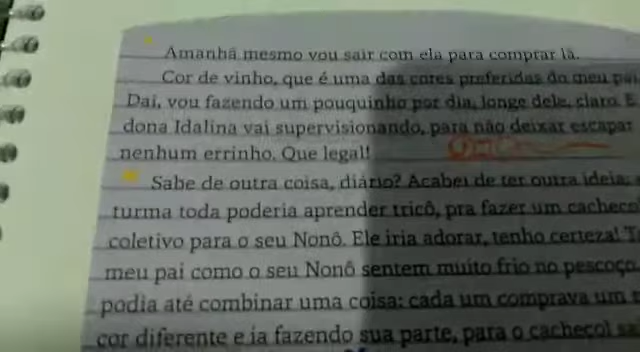 Amanhã mesmo vou sair com ela para comprar lã.
Cor de vinho, que é uma das cores preferidas do meu pai
Daí, vou fazendo um pouquinho por dia, longe dele, claro. E
dona Idalina vai supervisionando, para não deixar escapar
nenhum errinho. Que legal!
Sabe de outra coisa, diário? Acabei de ter outra ideia: a
turma toda poderia aprender tricô, pra fazer um cacheco
coletivo para o seu Nonô. Ele iria adorar, tenho certeza! T
meu pai como o seu Nonô sentem muito frio no pescoço.
podia até combinar uma coisa: cada um comprava um
cor diferente e ia fazendo sua parte, para o cachecol